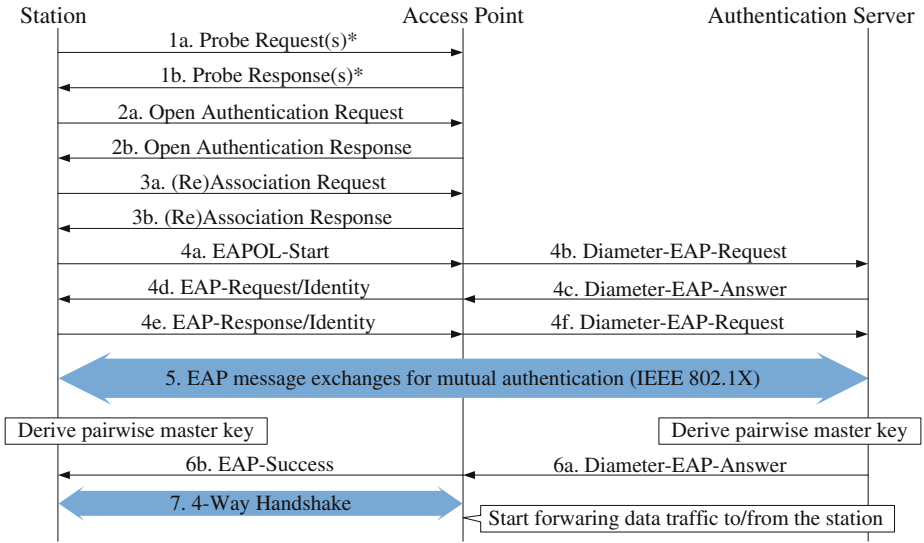 Station
Access Point
Authentication Server
1a. Probe Request(s)*
1b. Probe Response(s)*
2a. Open Authentication Request
2b. Open Authentication Response
3a. (Re)Association Request
3b. (Re)Association Response
4a. EAPOL-Start
4b. Diameter-EAP-Request
4d. EAP-Request/Identity
4c. Diameter-EAP-Answer
4e. EAP-Response/Identity
4f. Diameter-EAP-Request
5. EAP message exchanges for mutual authentication (IEEE 802.1X)
Derive pairwise master key
Derive pairwise master key
6b. EAP-Success
6a. Diameter-EAP-Answer
7. 4-Way Handshake
Start forwaring data traffic to/from the station